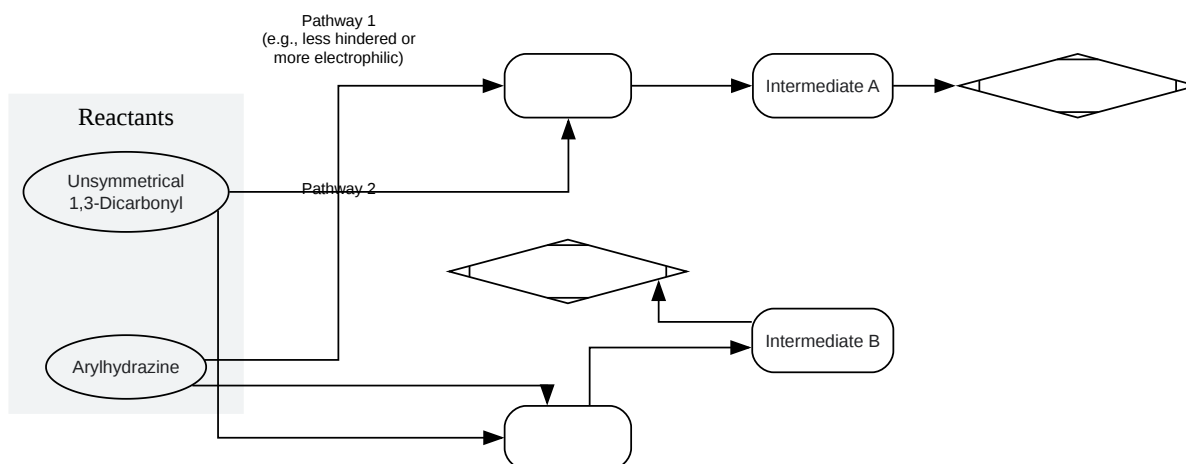 Pathway 1
(e.g., less hindered or
more electrophilic)
Reactants
Unsymmetrical
1,3-Dicarbonyl
Pathway 2
Arylhydrazine
Intermediate A
Intermediate B